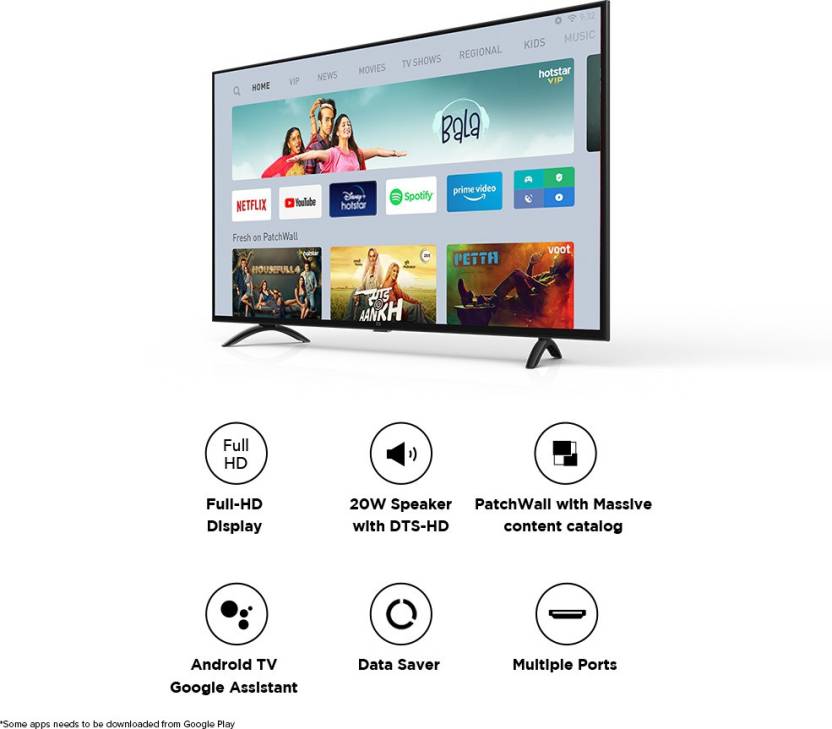 9:32
HOME VIP NEWS MOVIES TV SHOWS REGIONAL KIDS MUSIC
hotstar
VIP
Bala
NETFLIX YouTube Disney+ hotstar Spotify prime video
Fresh on PatchWall
HOUSEFULL 4 hotstar
सांड की AANKH
PETTA voot
Full
HD
Full-HD
Display
20W Speaker
with DTS-HD
PatchWall with Massive
content catalog
Android TV
Google Assistant
Data Saver
Multiple Ports
*Some apps needs to be downloaded from Google Play